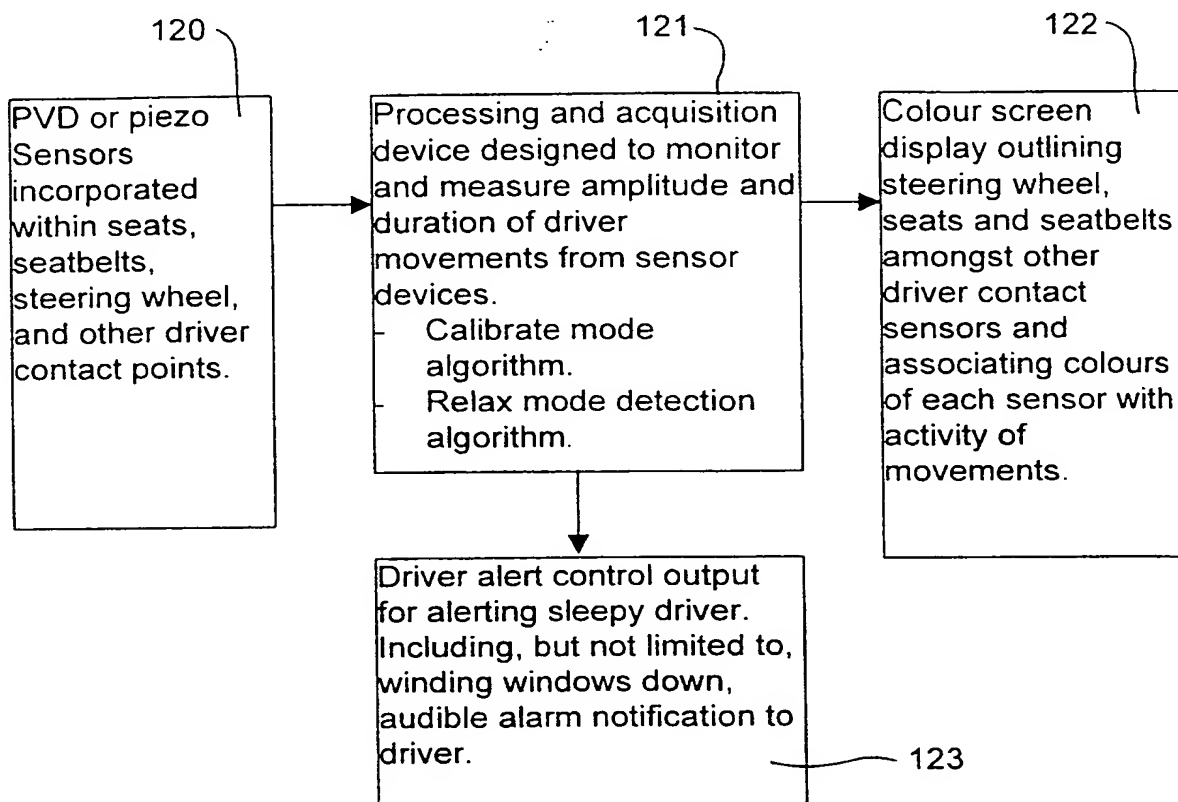 120
121
122
PVD or piezo
Sensors
incorporated
within seats,
seatbelts,
steering wheel,
and other driver
contact points.
Processing and acquisition
device designed to monitor
and measure amplitude and
duration of driver
movements from sensor
devices.
- Calibrate mode
algorithm.
- Relax mode detection
algorithm.
Colour screen
display outlining
steering wheel,
seats and seatbelts
amongst other
driver contact
sensors and
associating colours
of each sensor with
activity of
movements.
Driver alert control output
for alerting sleepy driver.
Including, but not limited to,
winding windows down,
audible alarm notification to
driver.
123